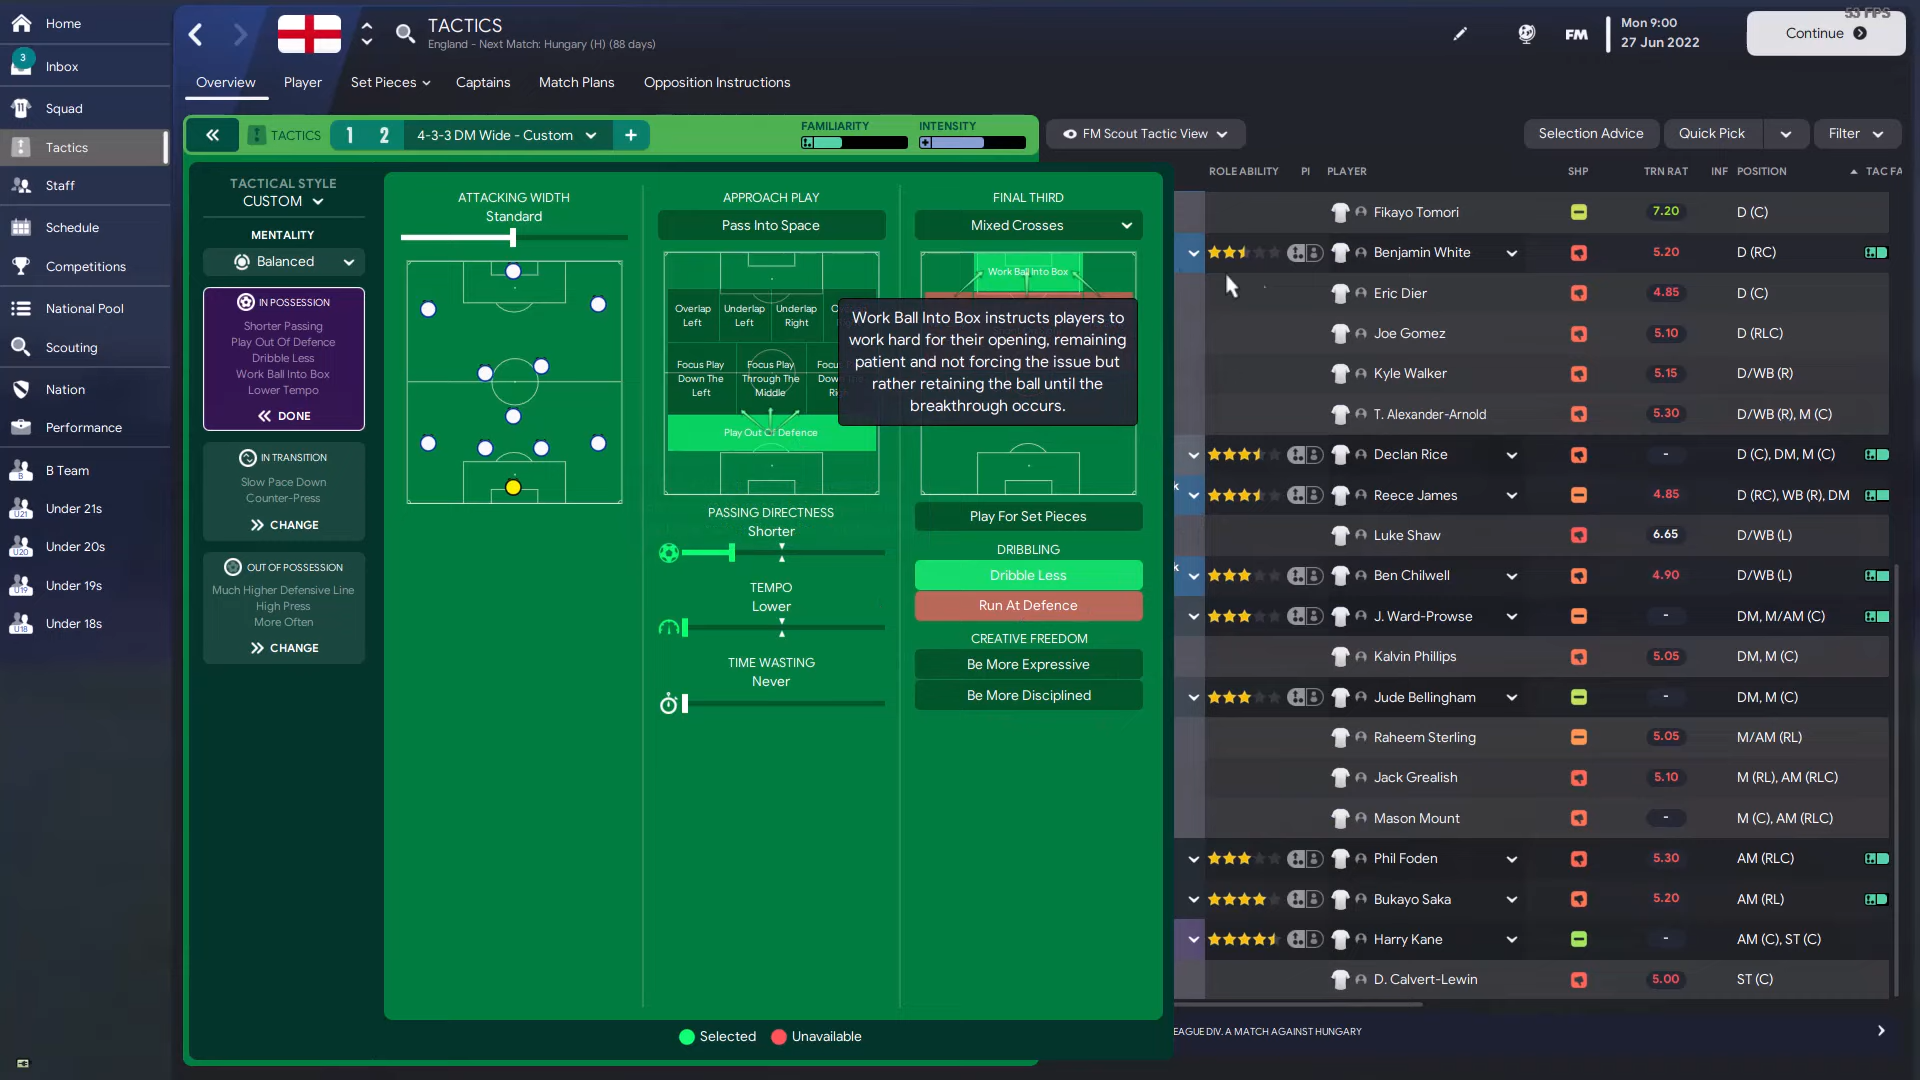 53 FPS
Home
3
Inbox
Squad
Tactics
Staff
Schedule
Competitions
National Pool
Scouting
Nation
Performance
B Team
U21
Under 21s
U20
Under 20s
U19
Under 19s
U18
Under 18s
TACTICS
England - Next Match: Hungary (H) (88 days)
FM
Mon 9:00
27 Jun 2022
Continue
Overview
Player
Set Pieces
Captains
Match Plans
Opposition Instructions
TACTICS
1
2
4-3-3 DM Wide - Custom
+
FAMILIARITY
INTENSITY
FM Scout Tactic View
Selection Advice
Quick Pick
Filter
TACTICAL STYLE
CUSTOM
MENTALITY
Balanced
IN POSSESSION
Shorter Passing
Play Out Of Defence
Dribble Less
Work Ball Into Box
Lower Tempo
DONE
IN TRANSITION
Slow Pace Down
Counter-Press
CHANGE
OUT OF POSSESSION
Much Higher Defensive Line
High Press
More Often
CHANGE
ATTACKING WIDTH
Standard
APPROACH PLAY
Pass Into Space
Overlap Left
Underlap Left
Underlap Right
Focus Play Down The Left
Focus Play Through The Middle
Play Out Of Defence
PASSING DIRECTNESS
Shorter
TEMPO
Lower
TIME WASTING
Never
FINAL THIRD
Mixed Crosses
Work Ball Into Box
Work Ball Into Box instructs players to
work hard for their opening, remaining
patient and not forcing the issue but
rather retaining the ball until the
breakthrough occurs.
Play For Set Pieces
DRIBBLING
Dribble Less
Run At Defence
CREATIVE FREEDOM
Be More Expressive
Be More Disciplined
Selected
Unavailable
ROLE ABILITY PI PLAYER SHP TRN RAT INF POSITION TAC FA
Fikayo Tomori 7.20 D (C)
Benjamin White 5.20 D (RC)
Eric Dier 4.85 D (C)
Joe Gomez 5.10 D (RLC)
Kyle Walker 5.15 D/WB (R)
T. Alexander-Arnold 5.30 D/WB (R), M (C)
Declan Rice - D (C), DM, M (C)
Reece James 4.85 D (RC), WB (R), DM
Luke Shaw 6.65 D/WB (L)
Ben Chilwell 4.90 D/WB (L)
J. Ward-Prowse - DM, M/AM (C)
Kalvin Phillips 5.05 DM, M (C)
Jude Bellingham - DM, M (C)
Raheem Sterling 5.05 M/AM (RL)
Jack Grealish 5.10 M (RL), AM (RLC)
Mason Mount - M (C), AM (RLC)
Phil Foden 5.30 AM (RLC)
Bukayo Saka 5.20 AM (RL)
Harry Kane - AM (C), ST (C)
D. Calvert-Lewin 5.00 ST (C)
EAGUE DIV. A MATCH AGAINST HUNGARY